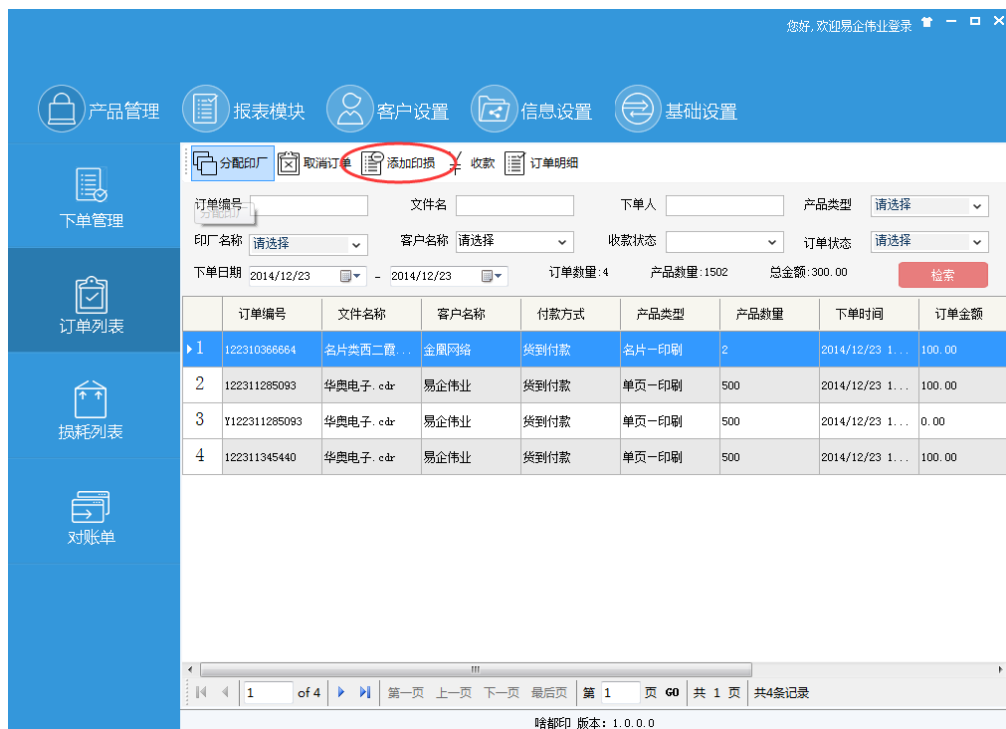 您好,欢迎易企伟业登录
产品管理 报表模块 客户设置 信息设置 基础设置
下单管理
订单列表
损耗列表
对账单
分配印厂 取消订单 添加印损 收款 订单明细
订单编号 文件名 下单人 产品类型 请选择
分配印厂
印厂名称 请选择 客户名称 请选择 收款状态 订单状态 请选择
下单日期 2014/12/23 - 2014/12/23 订单数量:4 产品数量:1502 总金额:300.00 检索
订单编号 文件名称 客户名称 付款方式 产品类型 产品数量 下单时间 订单金额
1 122310366664 名片类西二霞... 金凰网络 货到付款 名片—印刷 2 2014/12/23 1... 100.00
2 122311285093 华奥电子.cdr 易企伟业 货到付款 单页—印刷 500 2014/12/23 1... 100.00
3 Y122311285093 华奥电子.cdr 易企伟业 货到付款 单页—印刷 500 2014/12/23 1... 0.00
4 122311345440 华奥电子.cdr 易企伟业 货到付款 单页—印刷 500 2014/12/23 1... 100.00
1 of 4 第一页 上一页 下一页 最后页 第 1 页 GO 共 1 页 共4条记录
啥都印 版本: 1.0.0.0